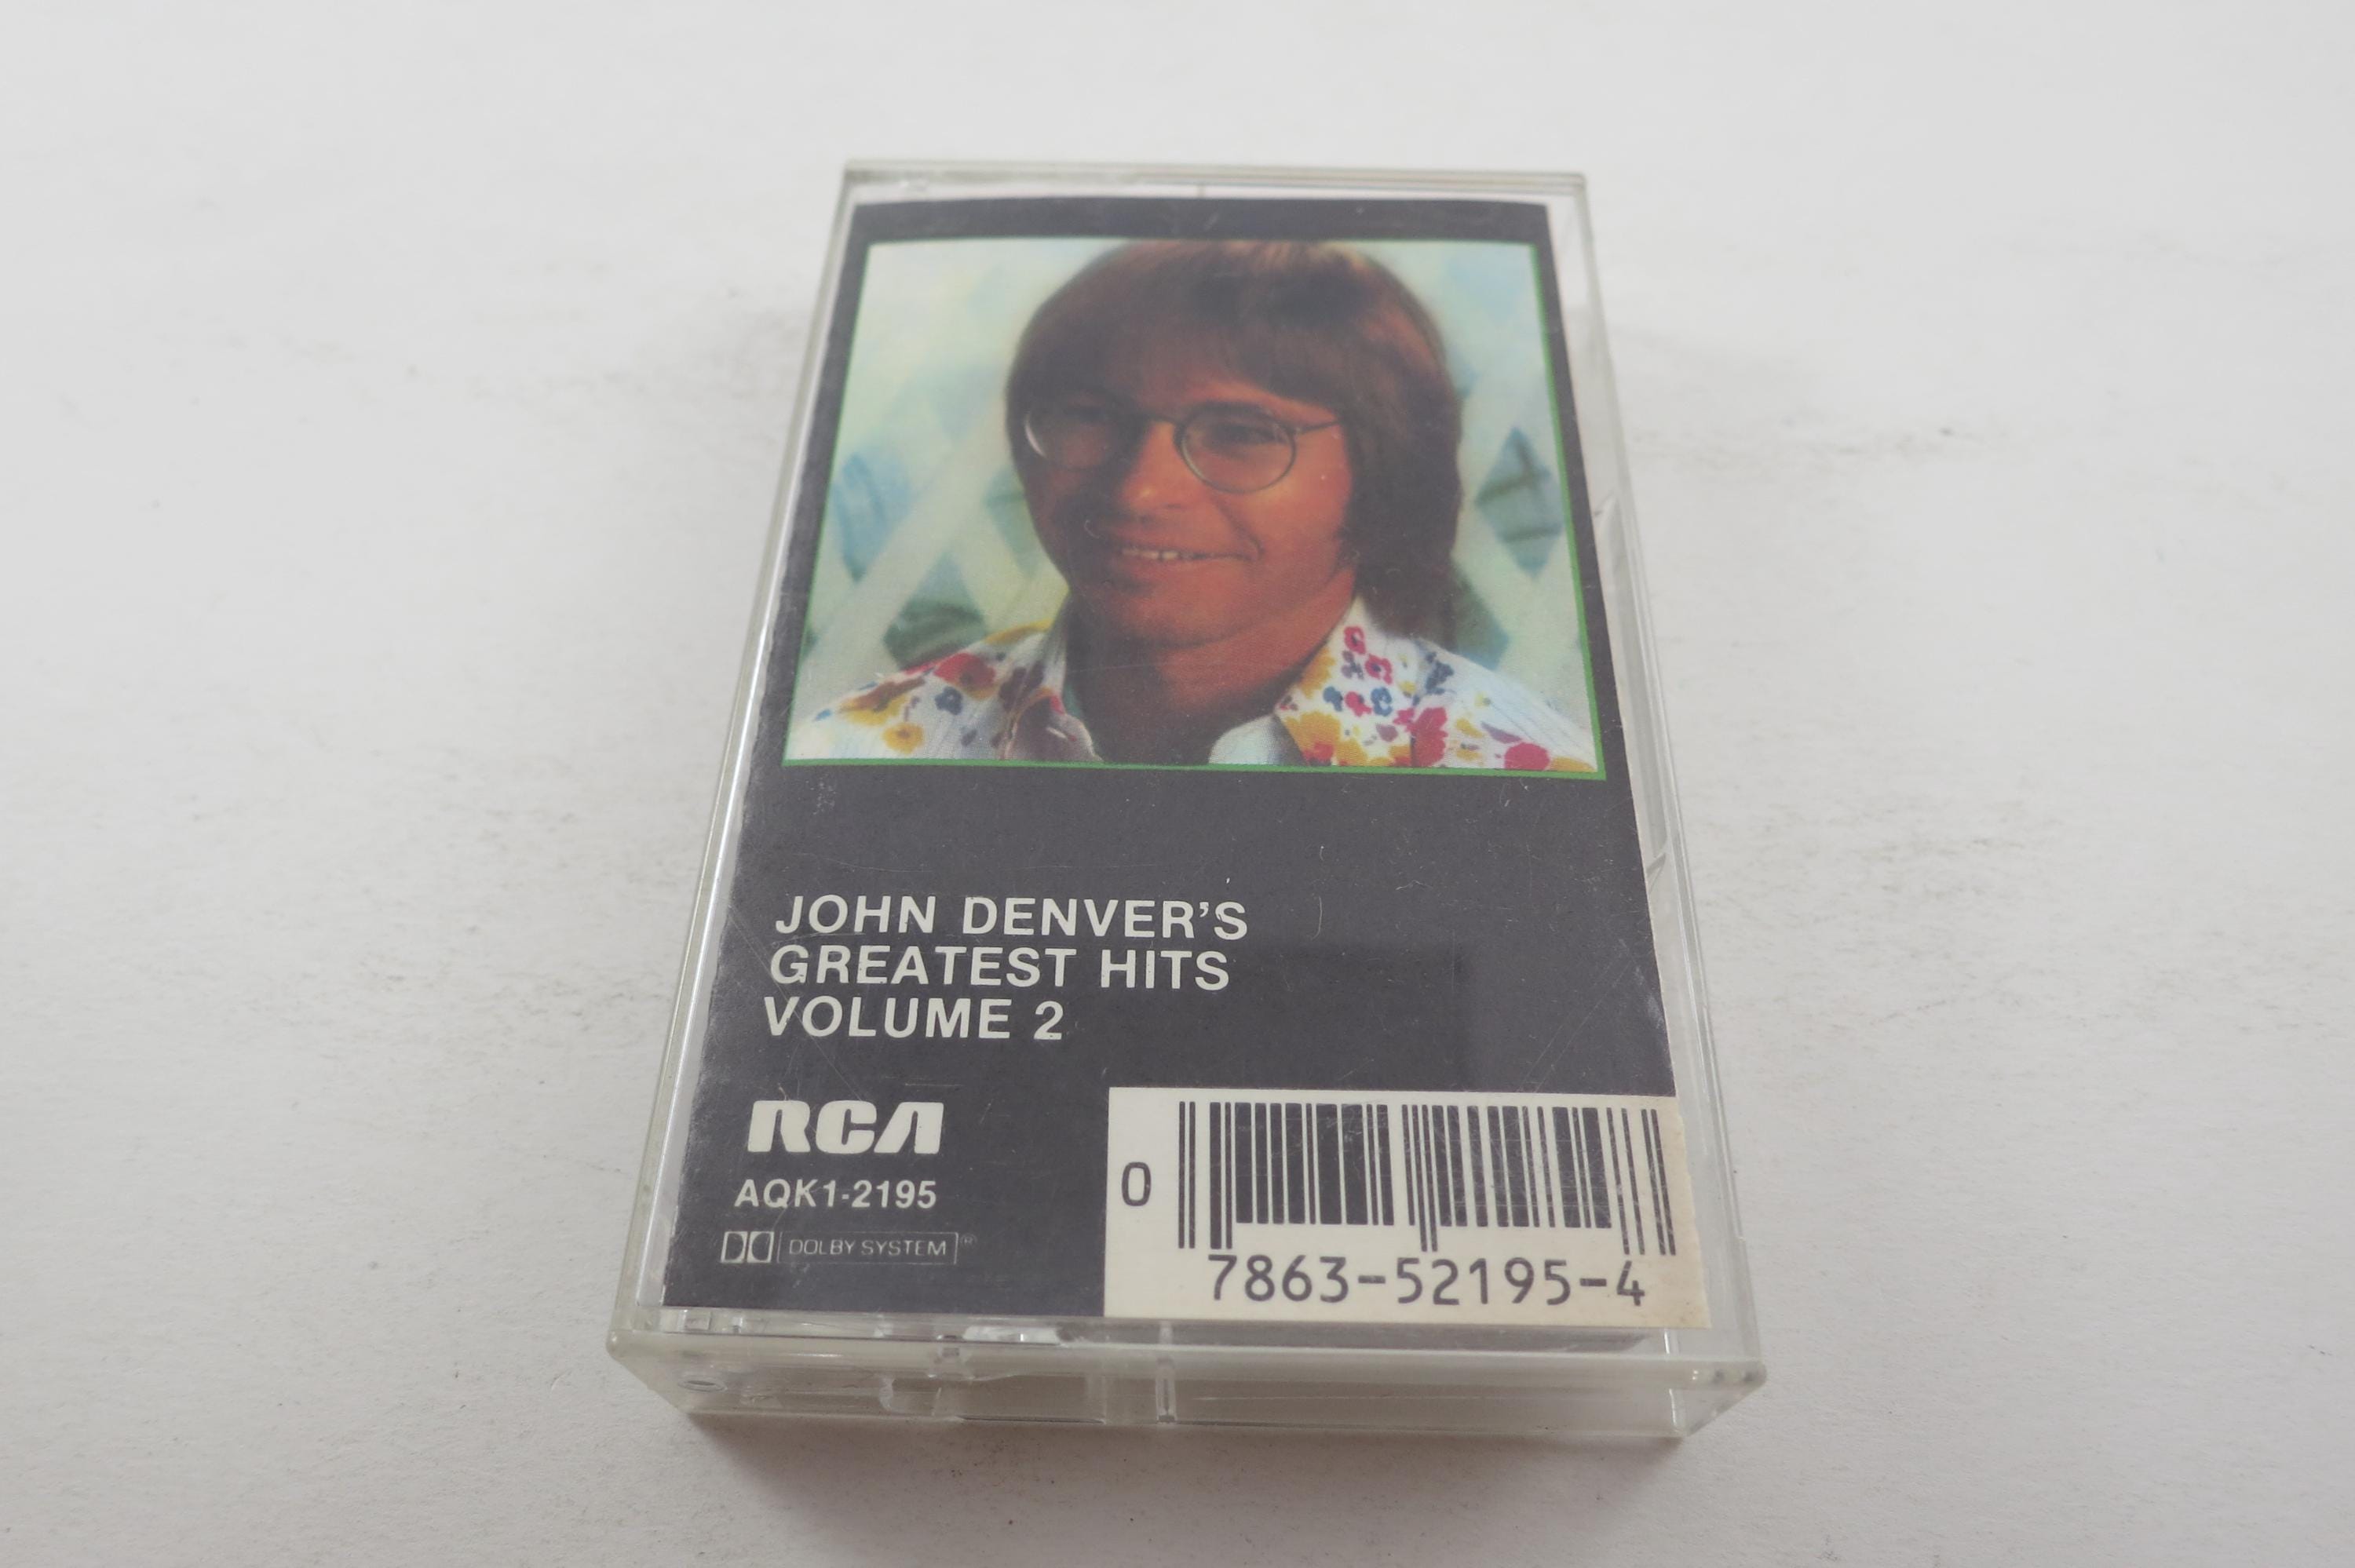 JOHN DENVER'S
GREATEST HITS
VOLUME 2
RCA
AQK1-2195
DOLBY SYSTEM®
0
7863-52195-4